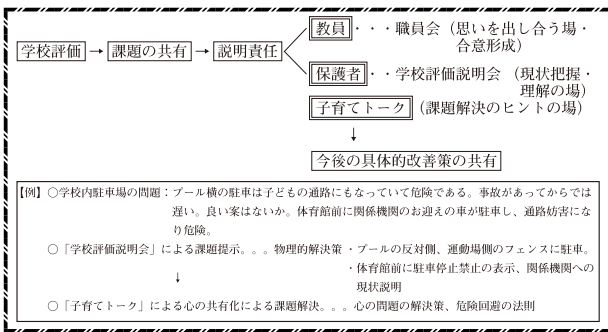 学校評価 → 課題の共有 → 説明責任
教員・・・職員会（思いを出し合う場・
合意形成）
保護者・・学校評価説明会（現状把握・
理解の場）
子育てトーク（課題解決のヒントの場）
↓
今後の具体的改善策の共有
【例】○学校内駐車場の問題：プール横の駐車は子どもの通路にもなっていて危険である。事故があってからでは
遅い。良い案はないか。体育館前に関係機関のお迎えの車が駐車し、通路妨害にな
り危険。
○「学校評価説明会」による課題提示。。。物理的解決策 ・プールの反対側、運動場側のフェンスに駐車。
・体育館前に駐車停止禁止の表示、関係機関への
現状説明
↓
○「子育てトーク」による心の共有化による課題解決。。。心の問題の解決策、危険回避の法則